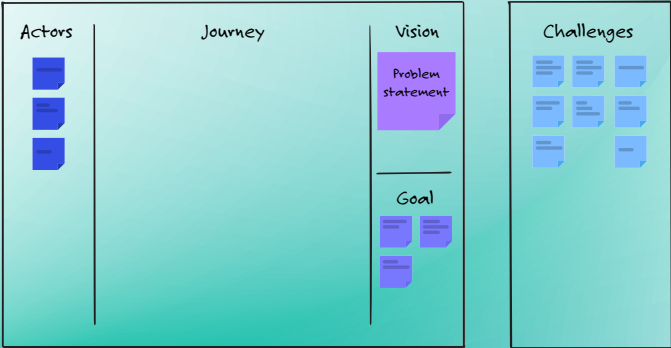 Actors
Journey
Vision
Problem
statement
Goal
Challenges